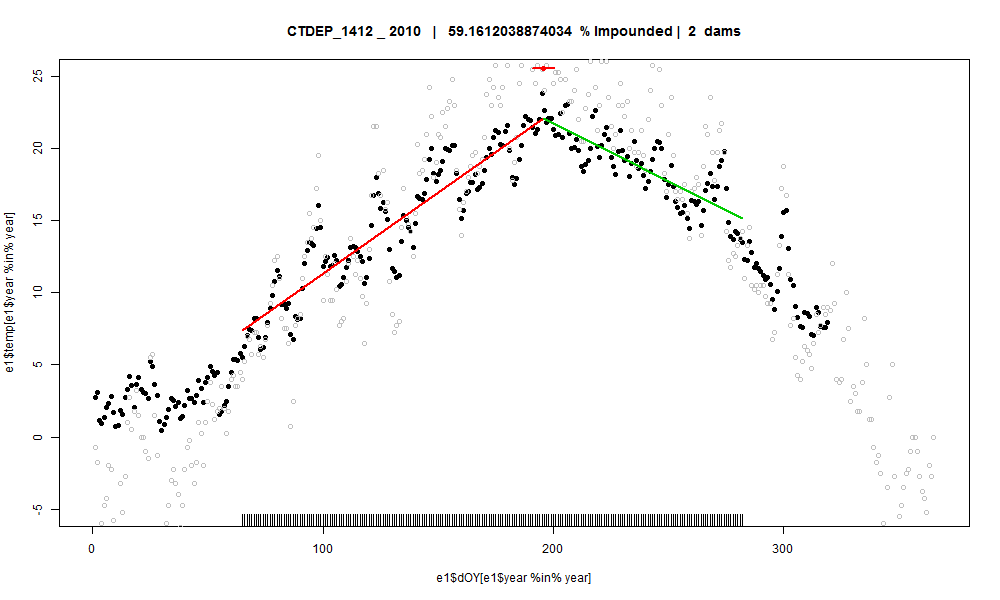 CTDEP_1412 _ 2010 | 59.1612038874034 % Impounded | 2 dams
e1$temp[e1$year %in% year]
25
20
15
10
5
0
-5
0 100 200 300
e1$dOY[e1$year %in% year]